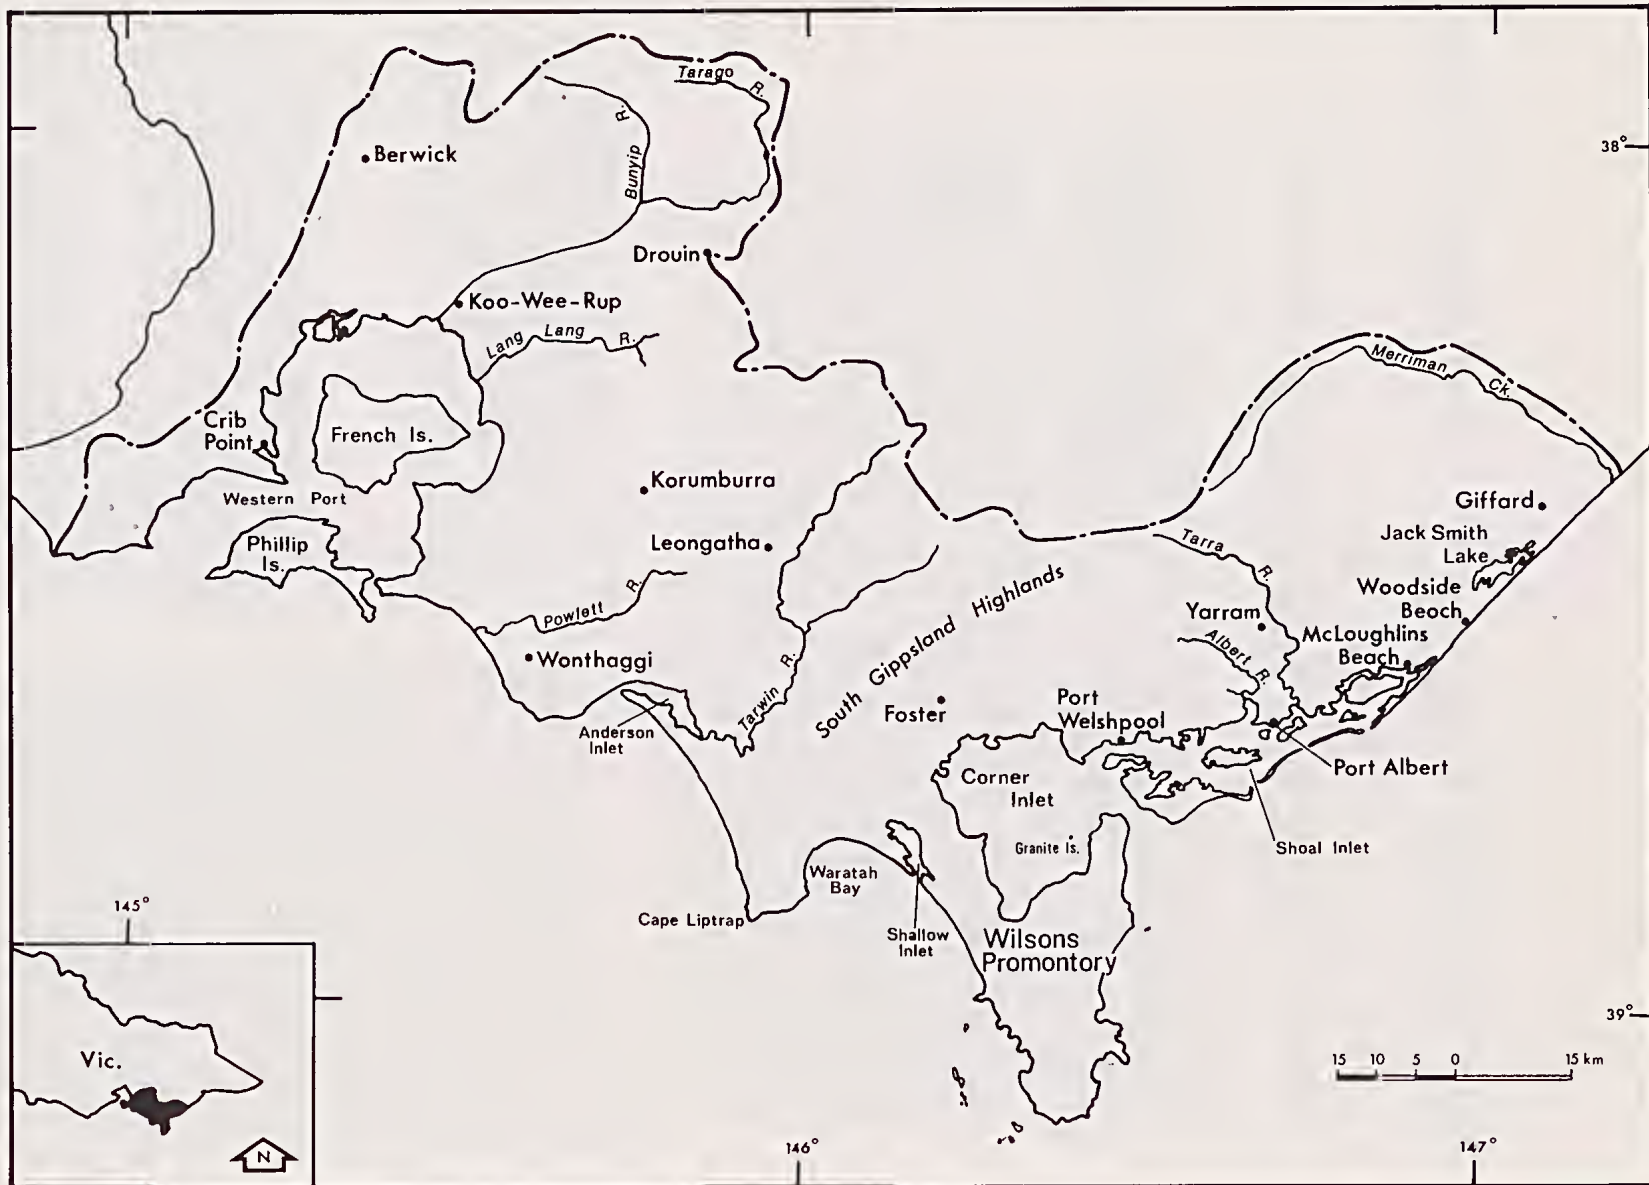 Tarago
R.
38°
Berwick
R.
Bunyip
Drouin
Koo-Wee-Rup
Lang Lang R.
Merriman
Ck.
Crib
Point
French Is.
Korumburra
Western Port
Giffard
Jack Smith
Lake
Phillip
Is.
Leongatha
Tarra
R.
Woodside
Beoch
Powlett
R.
South Gippsland Highlands
Yarram
McLoughlins
Beach
Albert
R.
Wonthaggi
Tarwin
R.
Foster
Port
Welshpool
Anderson
Inlet
Corner
Inlet
Port Albert
Granite Is.
Shoal Inlet
Waratah
Bay
Cape Liptrap
Shallow
Inlet
Wilsons
Promontory
145°
39°
Vic.
15 10 5 0 15 km
N
146°
147°